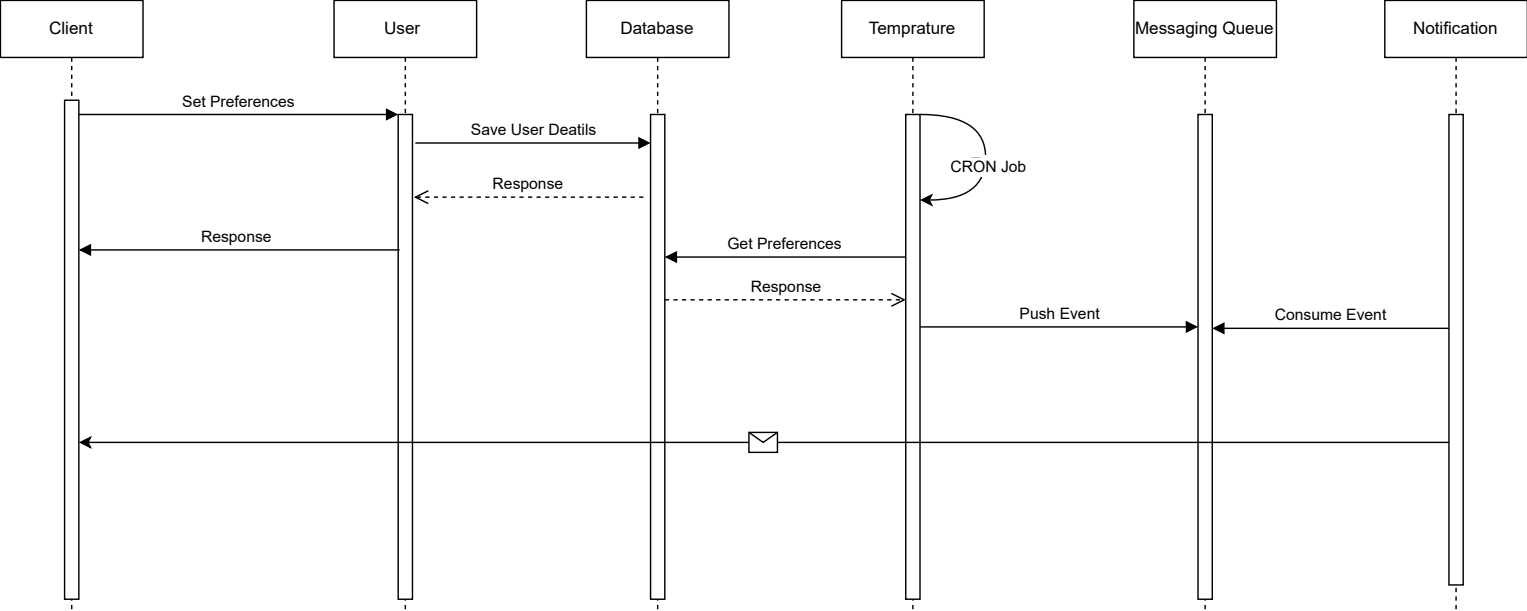 Client
User
Database
Temprature
Messaging Queue
Notification
Set Preferences
Save User Deatils
CRON Job
Response
Response
Get Preferences
Response
Push Event
Consume Event